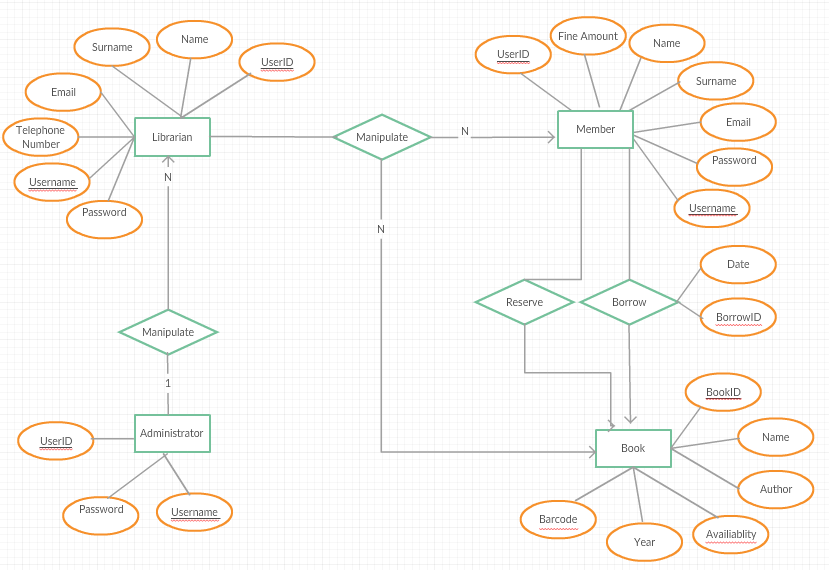 Surname
Name
UserID
Email
Telephone
Number
Username
Password
Librarian
Manipulate
N
N
UserID
Fine Amount
Name
Surname
Email
Password
Username
Member
N
Manipulate
1
Reserve
Borrow
Date
BorrowID
Administrator
UserID
Password
Username
Book
BookID
Name
Author
Availiablity
Year
Barcode